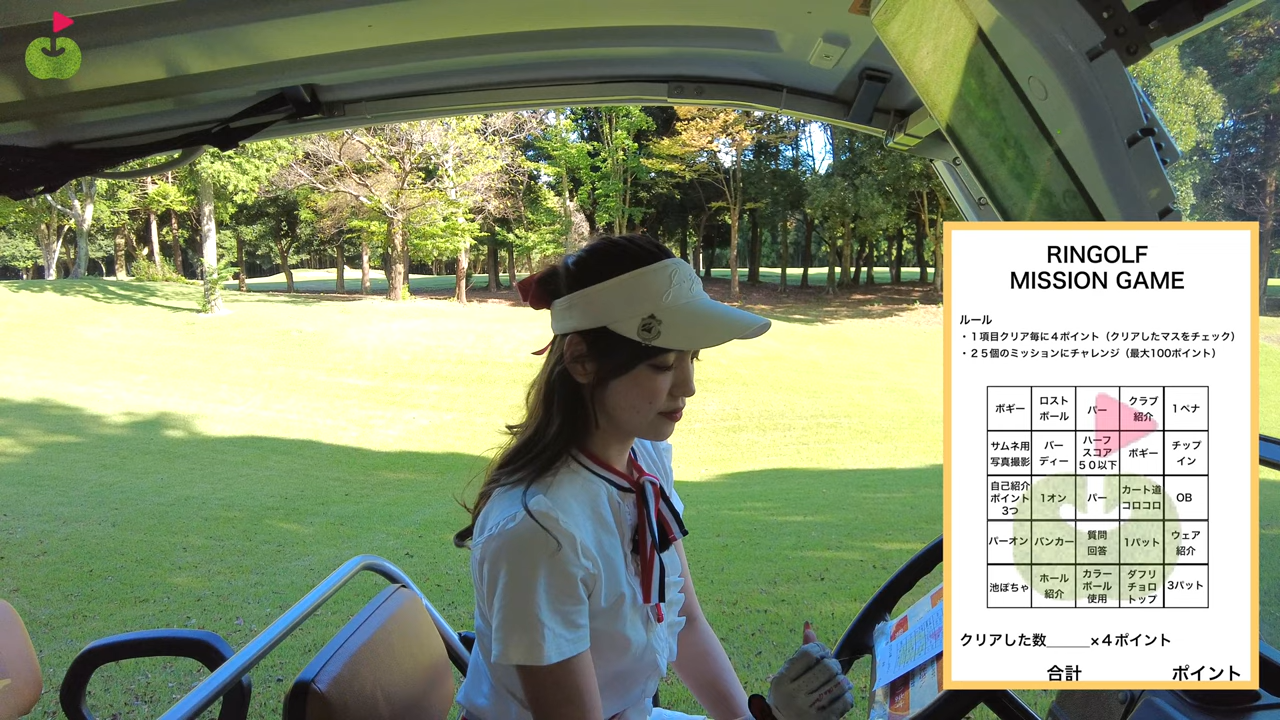 RINGOLF
MISSION GAME
ルール
・1項目クリア毎に4ポイント（クリアしたマスをチェック）
・25個のミッションにチャレンジ（最大100ポイント）
ボギー
ロスト
ボール
パー
クラブ
紹介
1ペナ
サムネ用
写真撮影
バー
ディー
ハーフ
スコア
50以下
ボギー
チップ
イン
自己紹介
ポイント
3つ
1オン
パー
カート道
コロコロ
OB
パーオン
バンカー
質問
回答
1パット
ウェア
紹介
池ぽちゃ
ホール
紹介
カラー
ボール
使用
ダフリ
チョロ
トップ
3パット
クリアした数_____×4ポイント
合計 ポイント